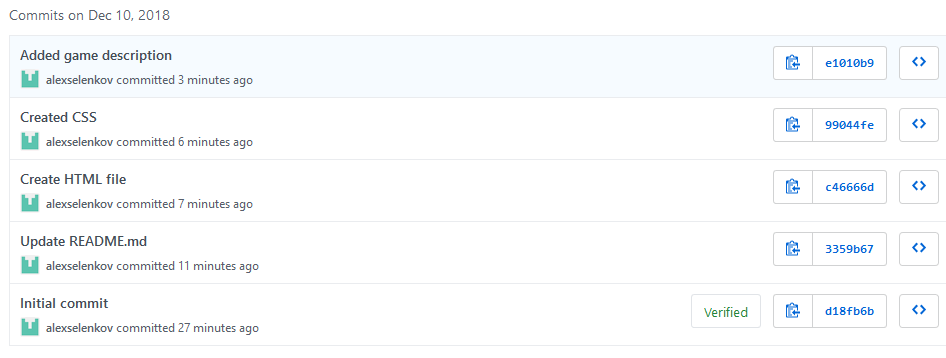 Commits on Dec 10, 2018
Added game description
alexselenkov committed 3 minutes ago
e1010b9
Created CSS
alexselenkov committed 6 minutes ago
99044fe
Create HTML file
alexselenkov committed 7 minutes ago
c46666d
Update README.md
alexselenkov committed 11 minutes ago
3359b67
Initial commit
alexselenkov committed 27 minutes ago
Verified
d18fb6b